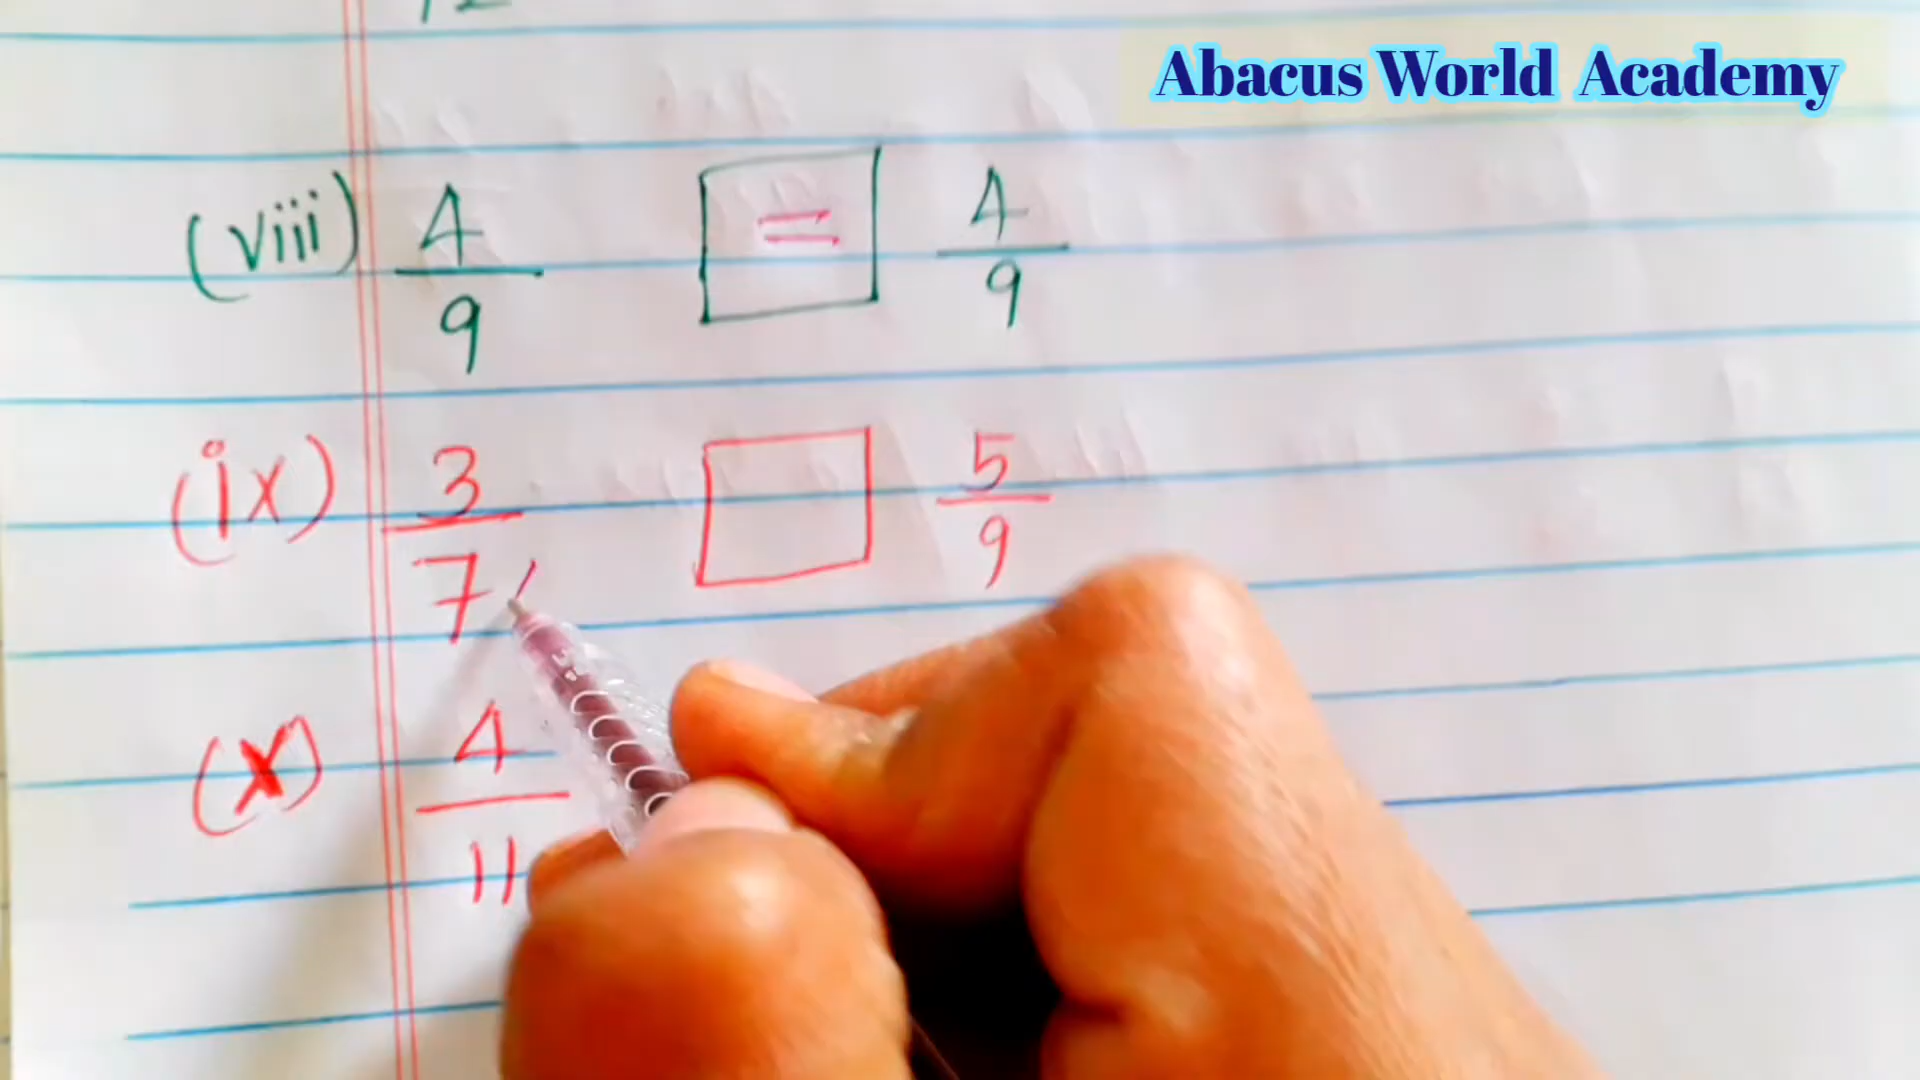 Abacus World Academy
(viii) 4/9 = 4/9
(ix) 3/7 5/9
(x) 4/11